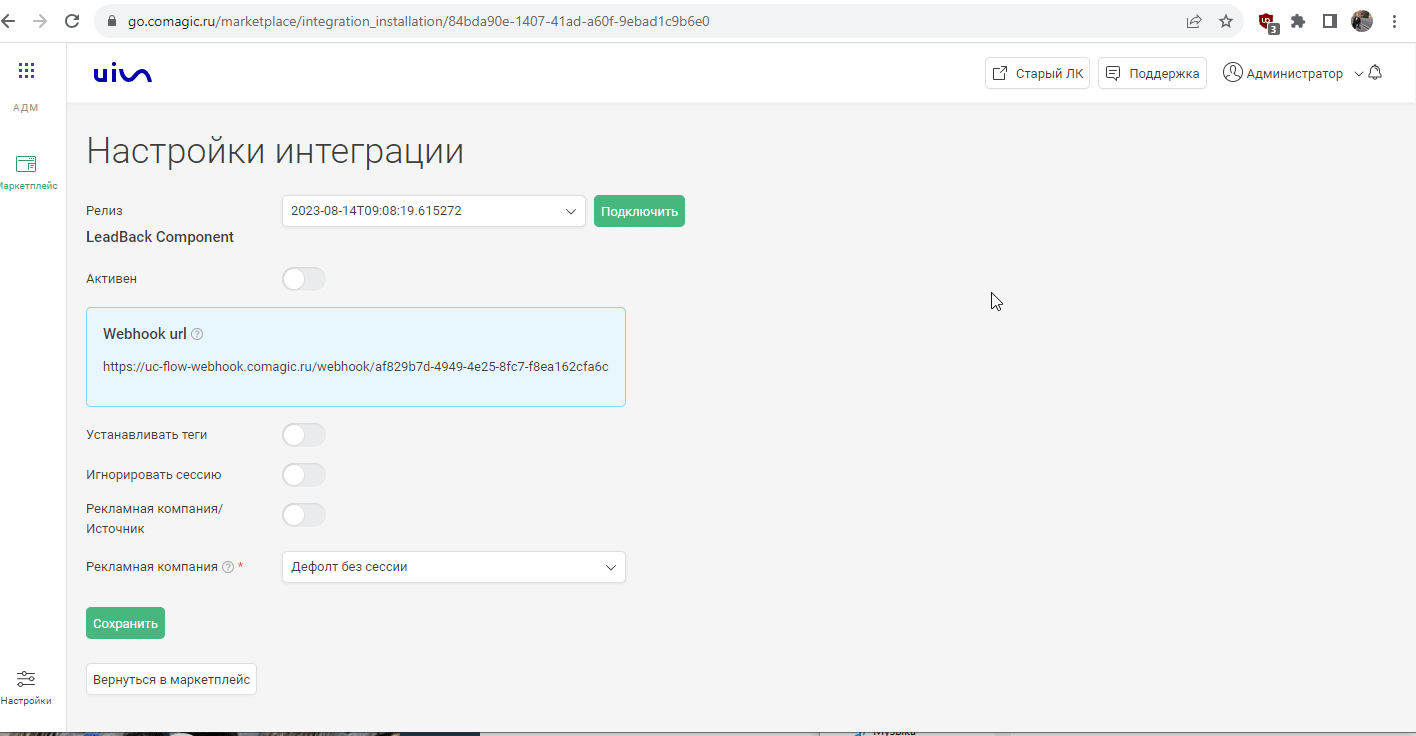 go.comagic.ru/marketplace/integration_installation/84bda90e-1407-41ad-a60f-9ebad1c9b6e0
3
uis
Старый ЛК
Поддержка
Администратор
АДМ
Маркетплейс
Настройки интеграции
Релиз
2023-08-14T09:08:19.615272
Подключить
LeadBack Component
Активен
Webhook url ?
https://uc-flow-webhook.comagic.ru/webhook/af829b7d-4949-4e25-8fc7-f8ea162cfa6c
Устанавливать теги
Игнорировать сессию
Рекламная компания/
Источник
Рекламная компания ? *
Дефолт без сессии
Сохранить
Вернуться в маркетплейс
Настройки
Музыка